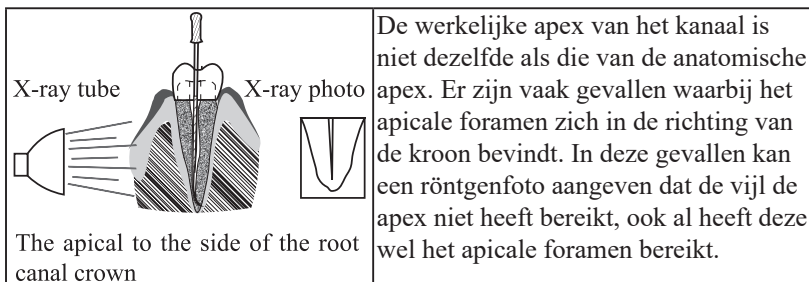 X-ray tube
X-ray photo
The apical to the side of the root
canal crown
De werkelijke apex van het kanaal is
niet dezelfde als die van de anatomische
apex. Er zijn vaak gevallen waarbij het
apicale foramen zich in de richting van
de kroon bevindt. In deze gevallen kan
een röntgenfoto aangeven dat de vijl de
apex niet heeft bereikt, ook al heeft deze
wel het apicale foramen bereikt.